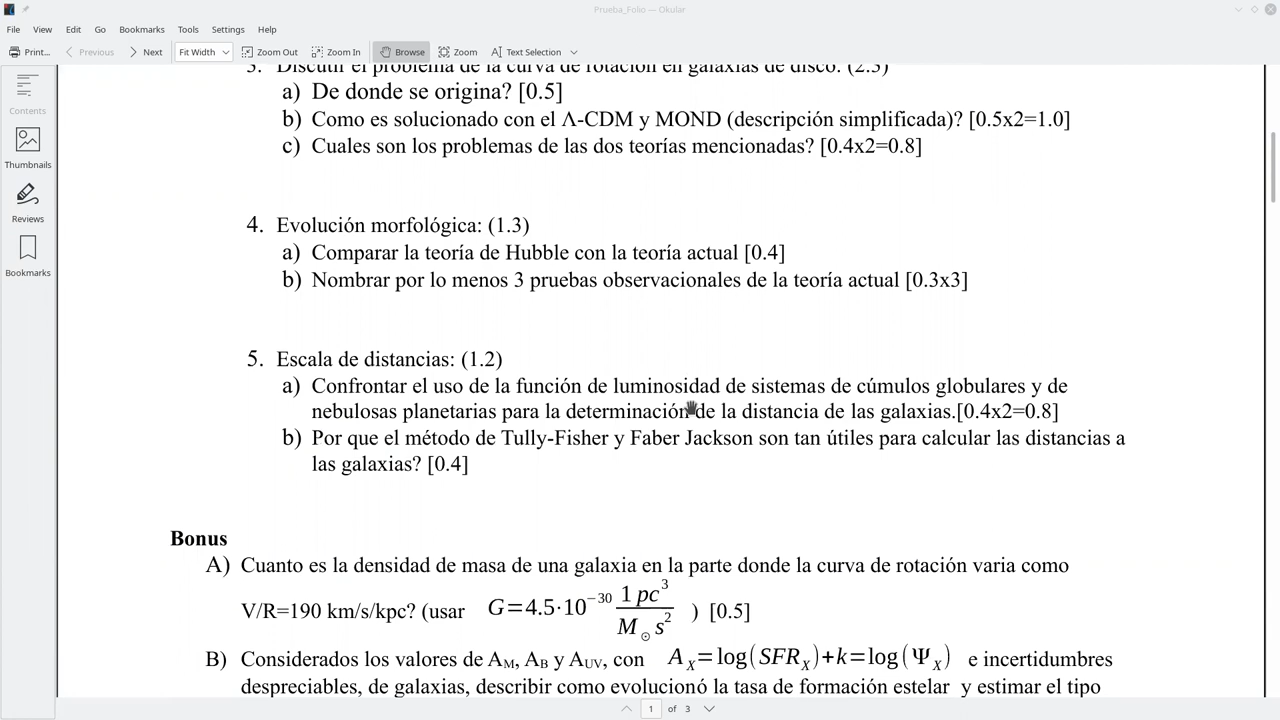 Prueba_Folio — Okular
File View Edit Go Bookmarks Tools Settings Help
Print... Previous Next Fit Width Zoom Out Zoom In Browse Zoom Text Selection
Contents
Thumbnails
Reviews
Bookmarks
3. Discutir el problema de la curva de rotación en galaxias de disco: (2.3)
a) De donde se origina? [0.5]
b) Como es solucionado con el Λ-CDM y MOND (descripción simplificada)? [0.5x2=1.0]
c) Cuales son los problemas de las dos teorías mencionadas? [0.4x2=0.8]
4. Evolución morfológica: (1.3)
a) Comparar la teoría de Hubble con la teoría actual [0.4]
b) Nombrar por lo menos 3 pruebas observacionales de la teoría actual [0.3x3]
5. Escala de distancias: (1.2)
a) Confrontar el uso de la función de luminosidad de sistemas de cúmulos globulares y de
nebulosas planetarias para la determinación de la distancia de las galaxias.[0.4x2=0.8]
b) Por que el método de Tully-Fisher y Faber Jackson son tan útiles para calcular las distancias a
las galaxias? [0.4]
Bonus
A) Cuanto es la densidad de masa de una galaxia en la parte donde la curva de rotación varia como
V/R=190 km/s/kpc? (usar G=4.5·10^{-30} \frac{1 pc^3}{M_⊙ s^2} ) [0.5]
B) Considerados los valores de A_M, A_B y A_UV, con A_X=log(SFR_X)+k=log(Ψ_X) e incertidumbres
despreciables, de galaxias, describir como evolucionó la tasa de formación estelar y estimar el tipo
1 of 3